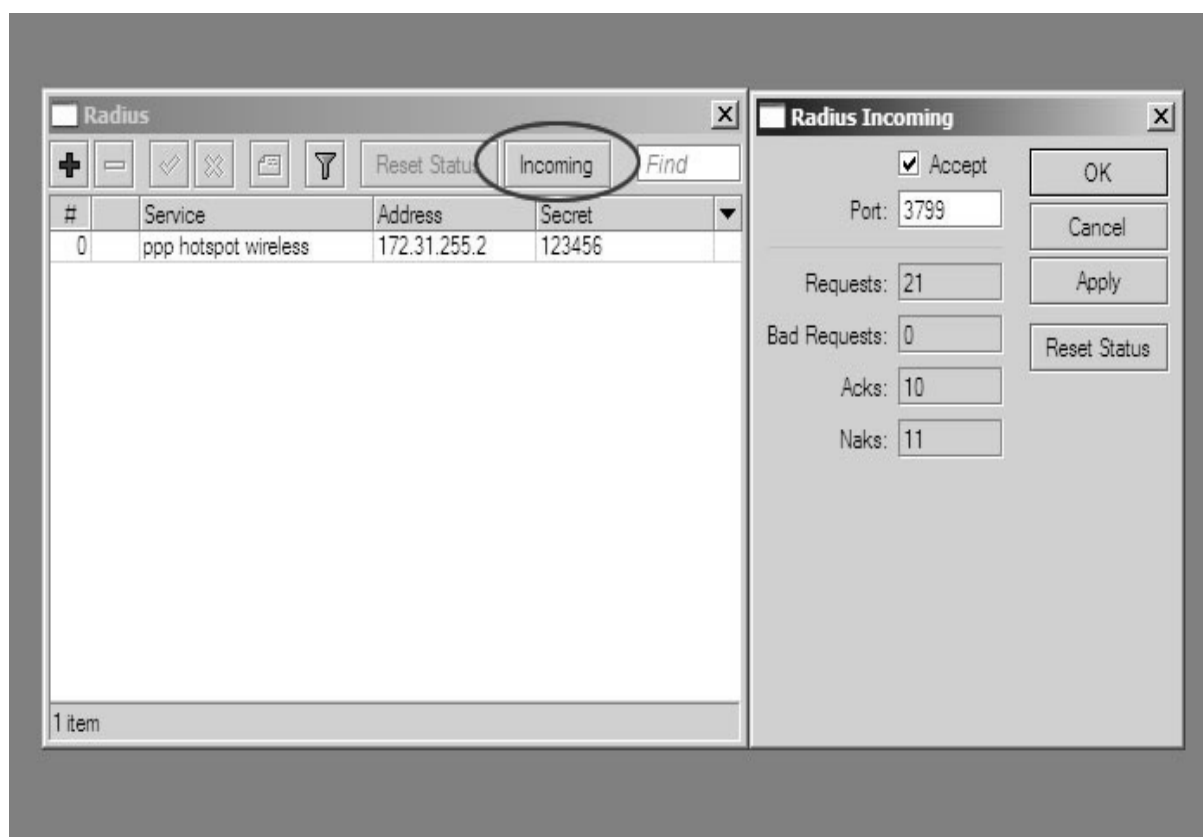 Radius
Reset Status Incoming Find
# Service Address Secret
0 ppp hotspot wireless 172.31.255.2 123456
1 item
Radius Incoming
Accept
Port: 3799
Requests: 21
Bad Requests: 0
Acks: 10
Naks: 11
OK
Cancel
Apply
Reset Status